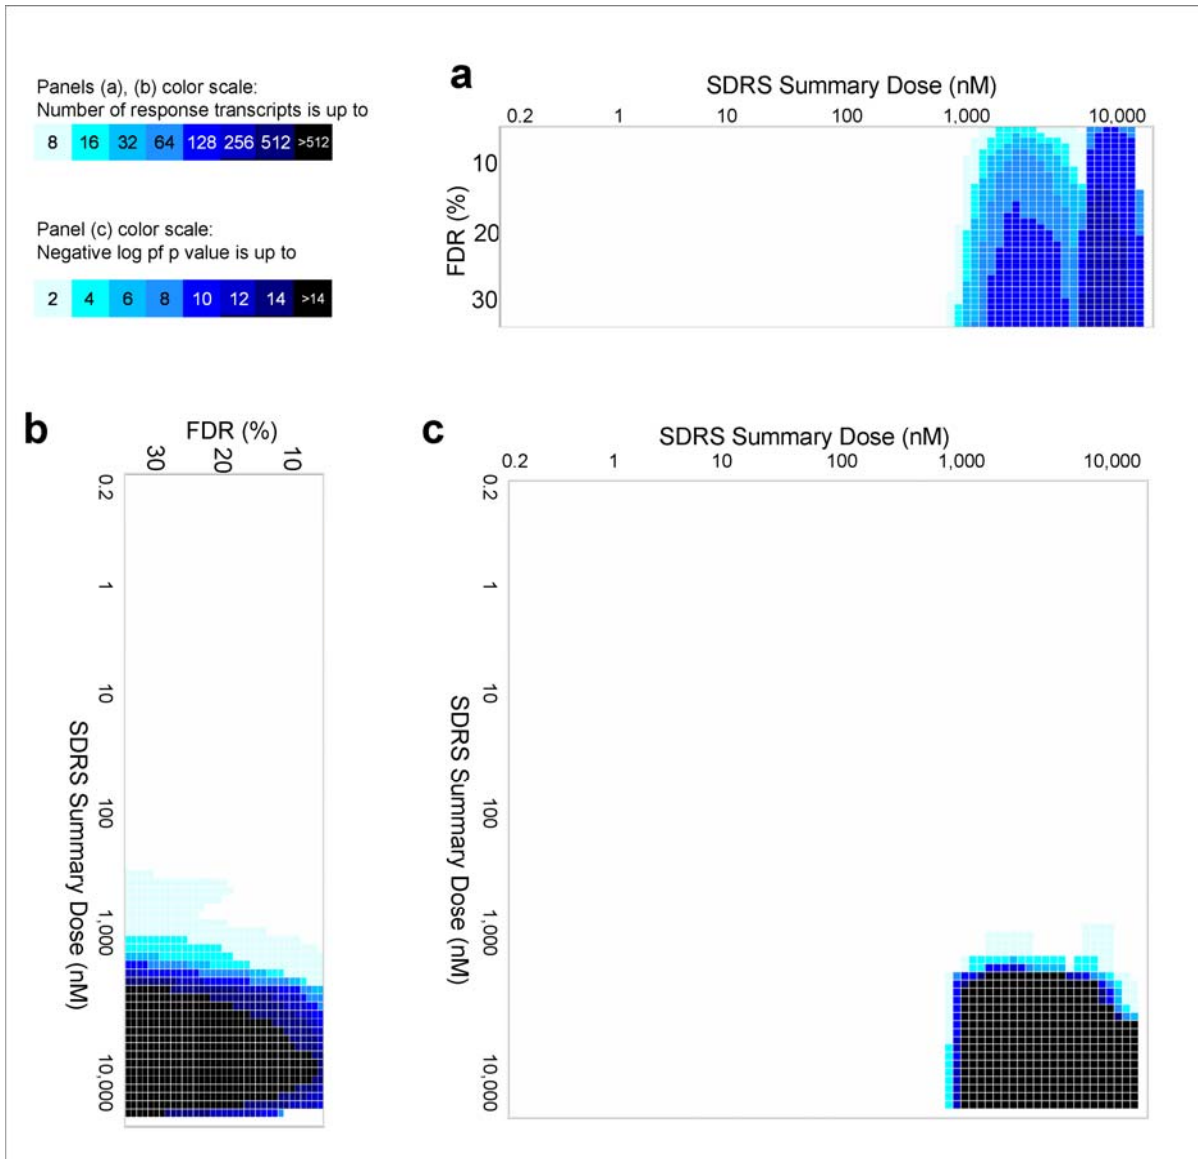 Panels (a), (b) color scale:
Number of response transcripts is up to
8 16 32 64 128 256 512 >512
Panel (c) color scale:
Negative log pf p value is up to
2 4 6 8 10 12 14 >14
a
SDRS Summary Dose (nM)
0.2 1 10 100 1,000 10,000
FDR (%)
10
20
30
b
FDR (%)
30 20 10
SDRS Summary Dose (nM)
0.2
1
10
100
1,000
10,000
c
SDRS Summary Dose (nM)
0.2 1 10 100 1,000 10,000
SDRS Summary Dose (nM)
0.2
1
10
100
1,000
10,000